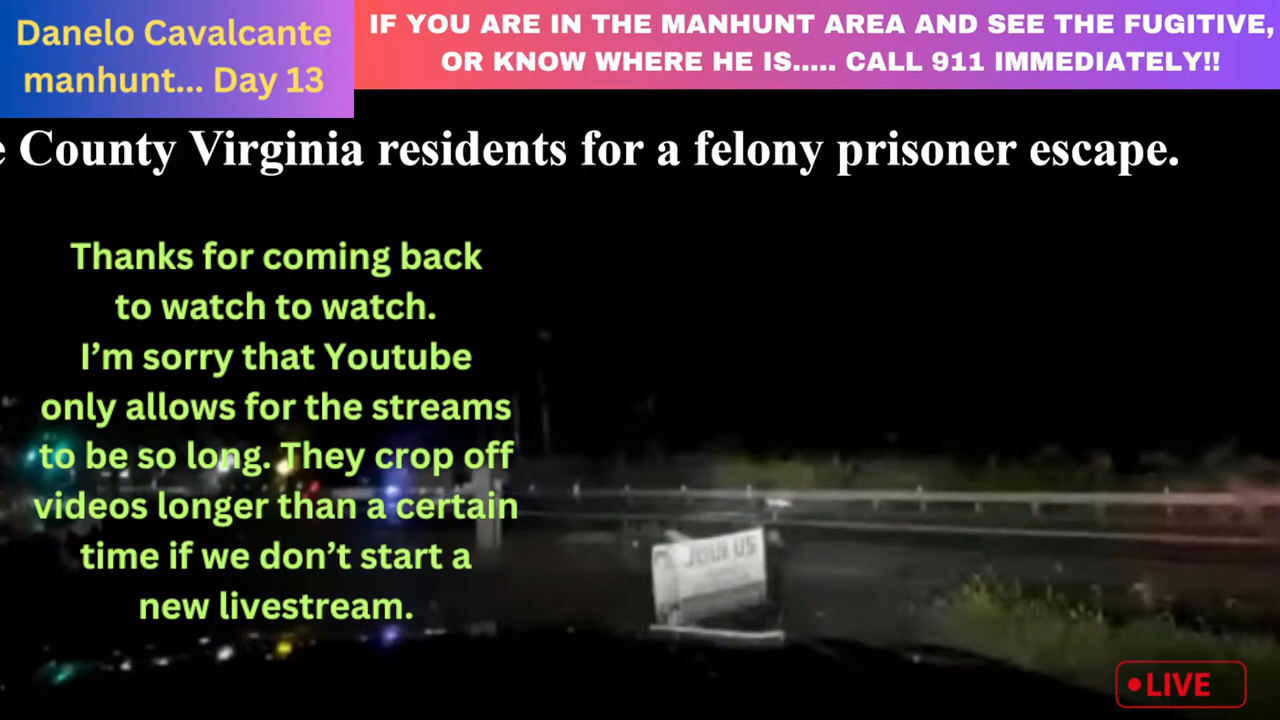 Danelo Cavalcante
manhunt... Day 13
IF YOU ARE IN THE MANHUNT AREA AND SEE THE FUGITIVE,
OR KNOW WHERE HE IS..... CALL 911 IMMEDIATELY!!
County Virginia residents for a felony prisoner escape.
Thanks for coming back
to watch to watch.
I'm sorry that Youtube
only allows for the streams
to be so long. They crop off
videos longer than a certain
time if we don't start a
new livestream.
JOIN US
LIVE